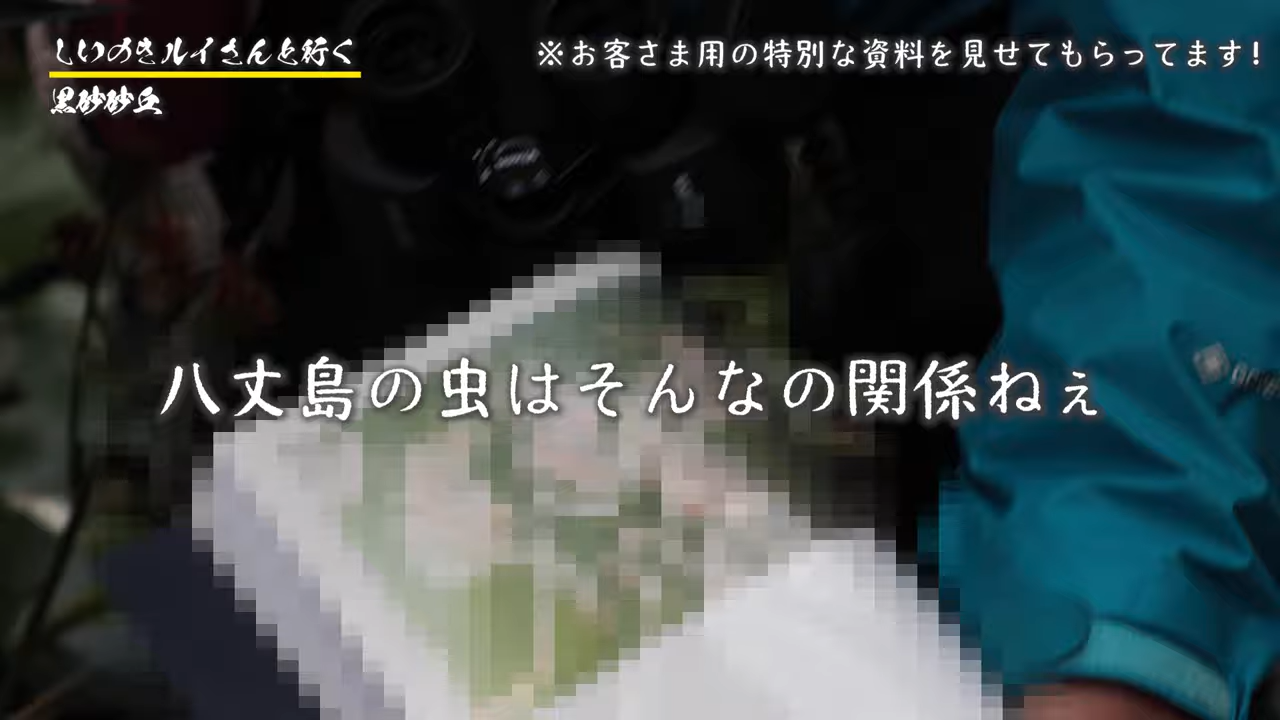 しいのきルイさんと行く
黒砂砂丘
※お客さま用の特別な資料を見せてもらってます！
八丈島の虫はそんなの関係ねぇ